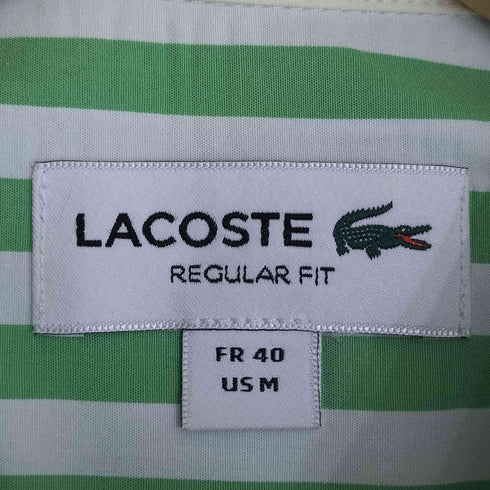 LACOSTE
REGULAR FIT
FR 40
US M